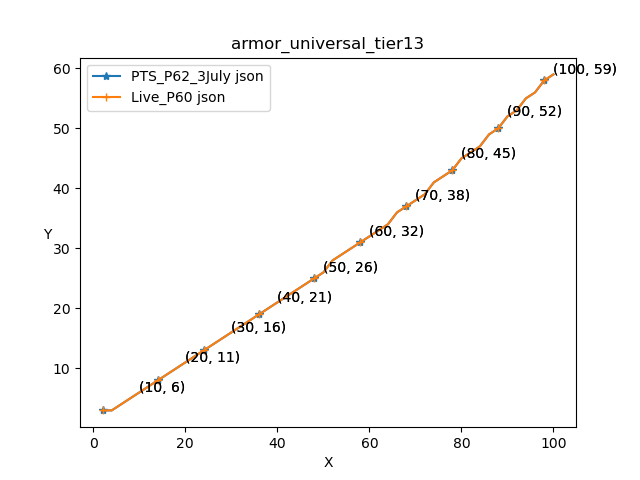 armor_universal_tier13
PTS_P62_3July json
Live_P60 json
Y
60
50
40
30
20
10
(100, 59)
(90, 52)
(80, 45)
(70, 38)
(60, 32)
(50, 26)
(40, 21)
(30, 16)
(20, 11)
(10, 6)
0 20 40 60 80 100
X